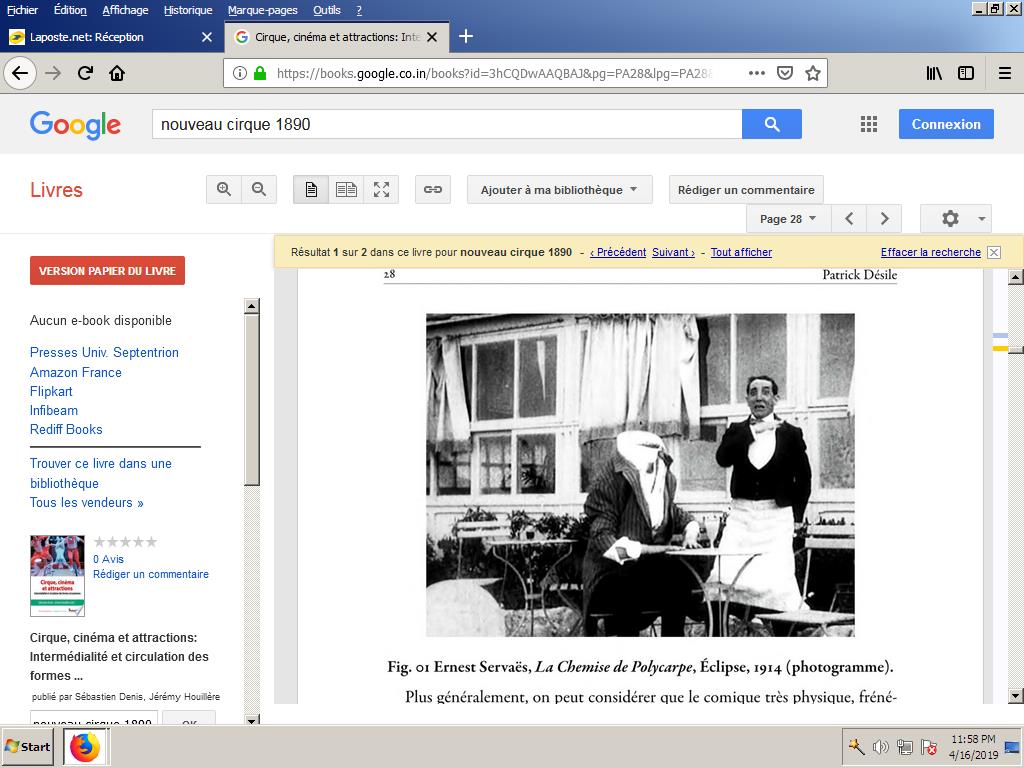 Fichier Édition Affichage Historique Marque-pages Outils ?
Laposte.net: Réception
Cirque, cinéma et attractions: Inte
https://books.google.co.in/books?id=3hCQDwAAQBAJ&pg=PA28&lpg=PA28&
Google
nouveau cirque 1890
Connexion
Livres
Ajouter à ma bibliothèque
Rédiger un commentaire
Page 28
VERSION PAPIER DU LIVRE
Résultat 1 sur 2 dans ce livre pour nouveau cirque 1890 - ‹ Précédent Suivant › - Tout afficher
Effacer la recherche
Aucun e-book disponible
Presses Univ. Septentrion
Amazon France
Flipkart
Infibeam
Rediff Books
Trouver ce livre dans une
bibliothèque
Tous les vendeurs »
Cirque, cinéma
et attractions
0 Avis
Rédiger un commentaire
Cirque, cinéma et attractions:
Intermédialité et circulation des
formes ...
publié par Sébastien Denis, Jérémy Houillère
nouveau cirque 1890
OK
28
Patrick Désile
Fig. 01 Ernest Servaës, La Chemise de Polycarpe, Éclipse, 1914 (photogramme).
Plus généralement, on peut considérer que le comique très physique, fréné-
Start
11:58 PM
4/16/2019